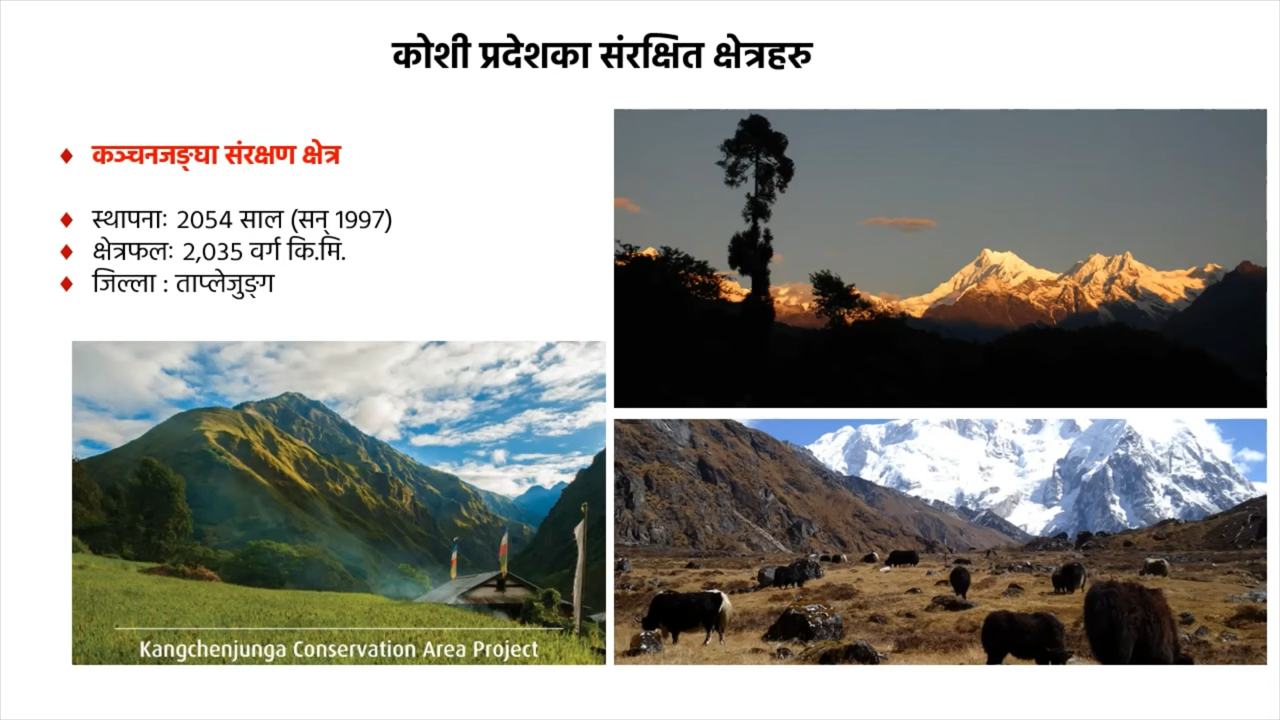 कोशी प्रदेशका संरक्षित क्षेत्रहरु
कञ्चनजङ्घा संरक्षण क्षेत्र
स्थापनाः 2054 साल (सन् 1997)
क्षेत्रफलः 2,035 वर्ग कि.मि.
जिल्ला : ताप्लेजुङ्ग
Kangchenjunga Conservation Area Project